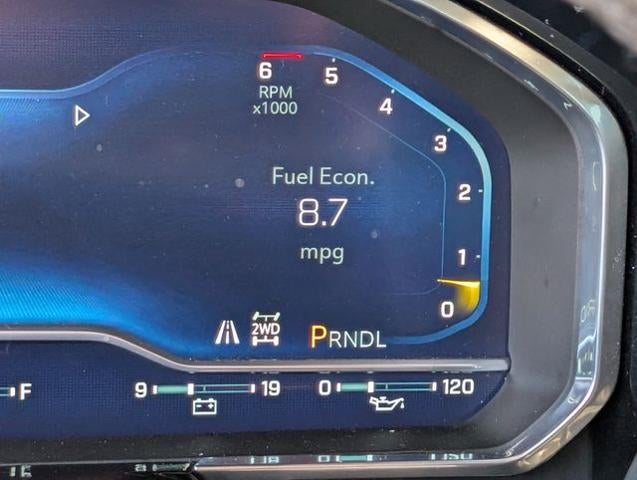 6 5
RPM
x1000
4
3
Fuel Econ.
8.7
2
mpg
1
0
2WD
PRNDL
F 9 19 0 120